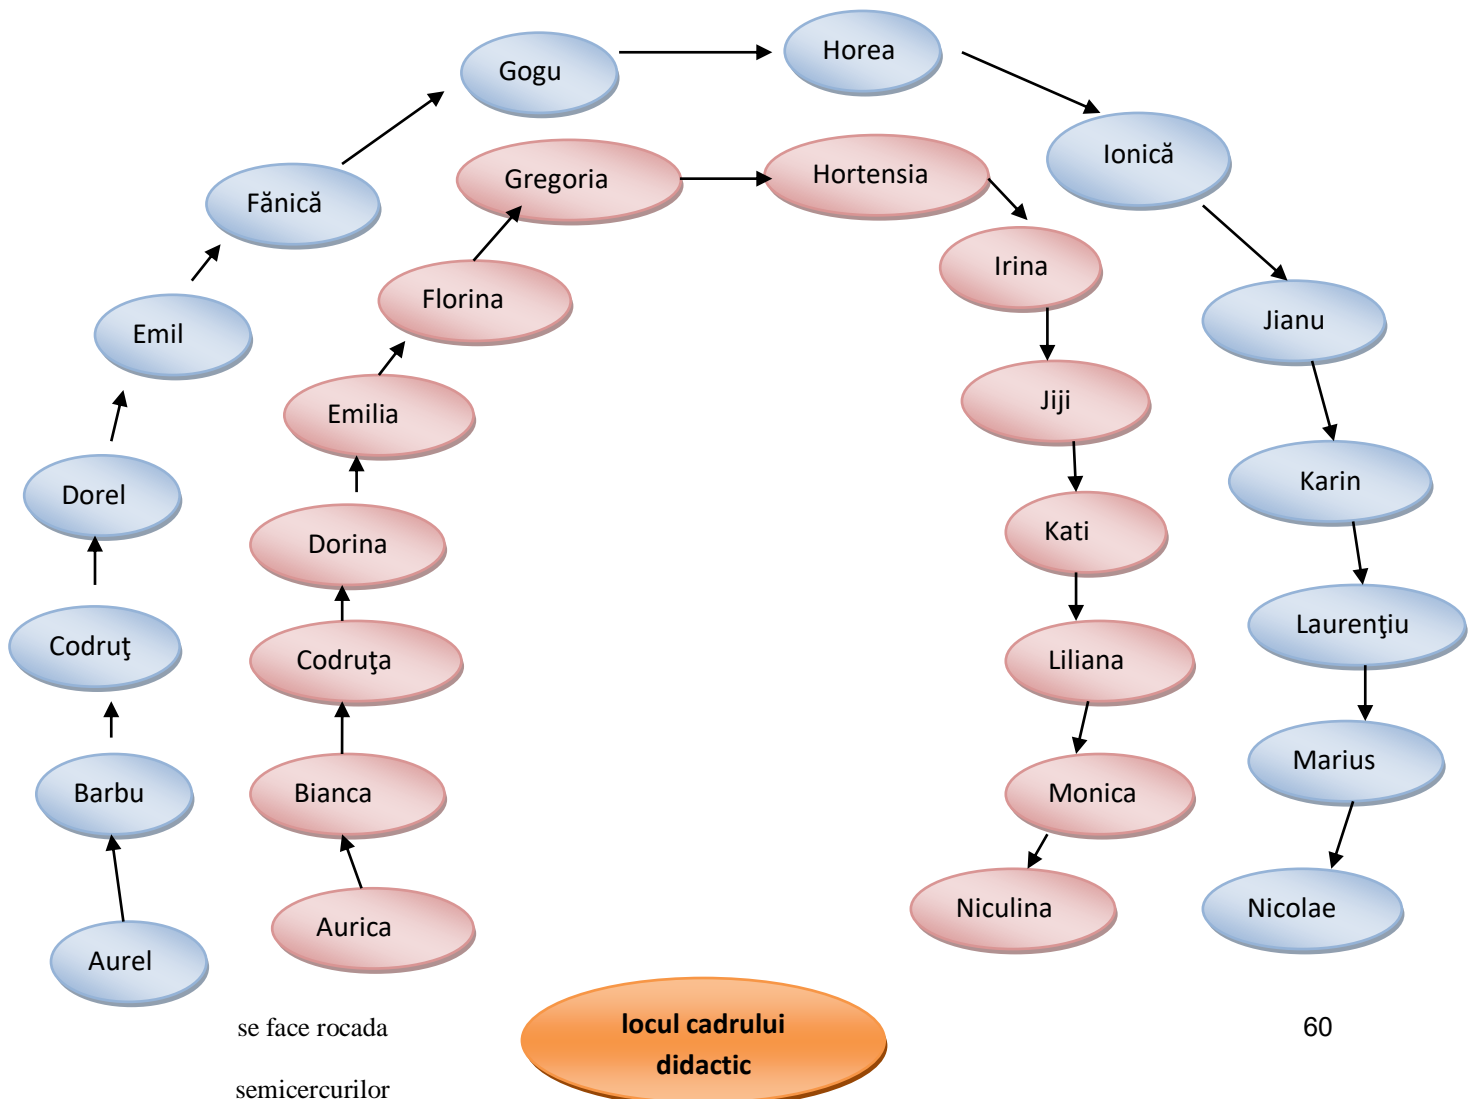 Horea
Gogu
Ionică
Gregoria
Hortensia
Fănică
Irina
Florina
Jianu
Emil
Jiji
Emilia
Karin
Dorel
Kati
Dorina
Laurenţiu
Codruţ
Codruţa
Liliana
Marius
Barbu
Bianca
Monica
Niculina
Nicolae
Aurica
Aurel
se face rocada
semicercurilor
locul cadrului
didactic
60